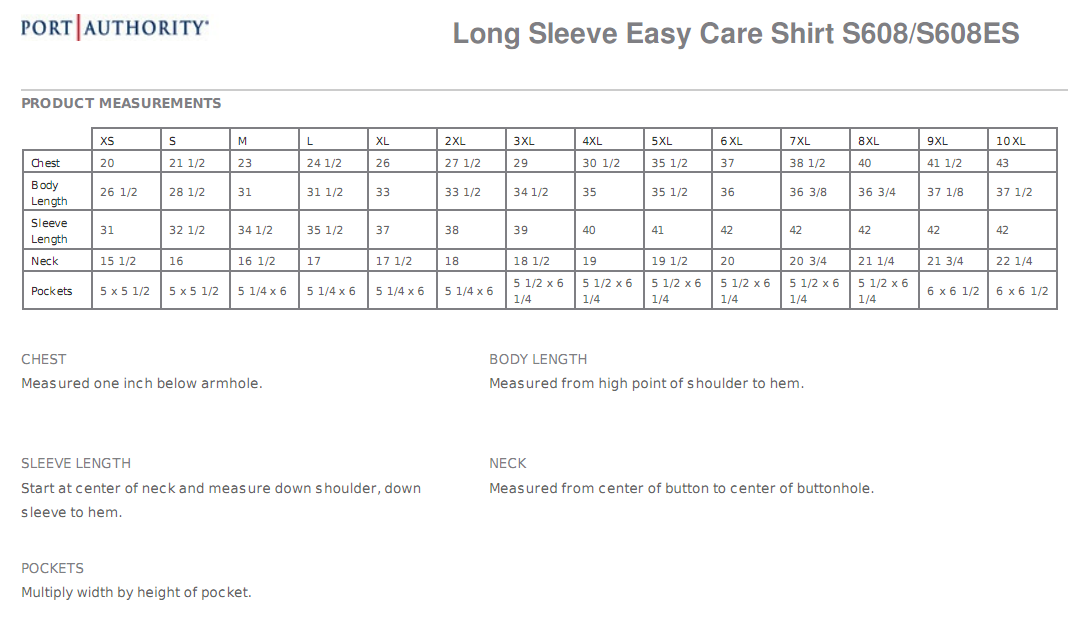 PORT AUTHORITY®
Long Sleeve Easy Care Shirt S608/S608ES
PRODUCT MEASUREMENTS
XS S M L XL 2XL 3XL 4XL 5XL 6XL 7XL 8XL 9XL 10XL
Chest 20 21 1/2 23 24 1/2 26 27 1/2 29 30 1/2 35 1/2 37 38 1/2 40 41 1/2 43
Body Length 26 1/2 28 1/2 31 31 1/2 33 33 1/2 34 1/2 35 35 1/2 36 36 3/8 36 3/4 37 1/8 37 1/2
Sleeve Length 31 32 1/2 34 1/2 35 1/2 37 38 39 40 41 42 42 42 42 42
Neck 15 1/2 16 16 1/2 17 17 1/2 18 18 1/2 19 19 1/2 20 20 3/4 21 1/4 21 3/4 22 1/4
Pockets 5 x 5 1/2 5 x 5 1/2 5 1/4 x 6 5 1/4 x 6 5 1/4 x 6 5 1/4 x 6 5 1/2 x 6 1/4 5 1/2 x 6 1/4 5 1/2 x 6 1/4 5 1/2 x 6 1/4 5 1/2 x 6 1/4 5 1/2 x 6 1/4 6 x 6 1/2 6 x 6 1/2
CHEST
Measured one inch below armhole.
BODY LENGTH
Measured from high point of shoulder to hem.
SLEEVE LENGTH
Start at center of neck and measure down shoulder, down
sleeve to hem.
NECK
Measured from center of button to center of buttonhole.
POCKETS
Multiply width by height of pocket.